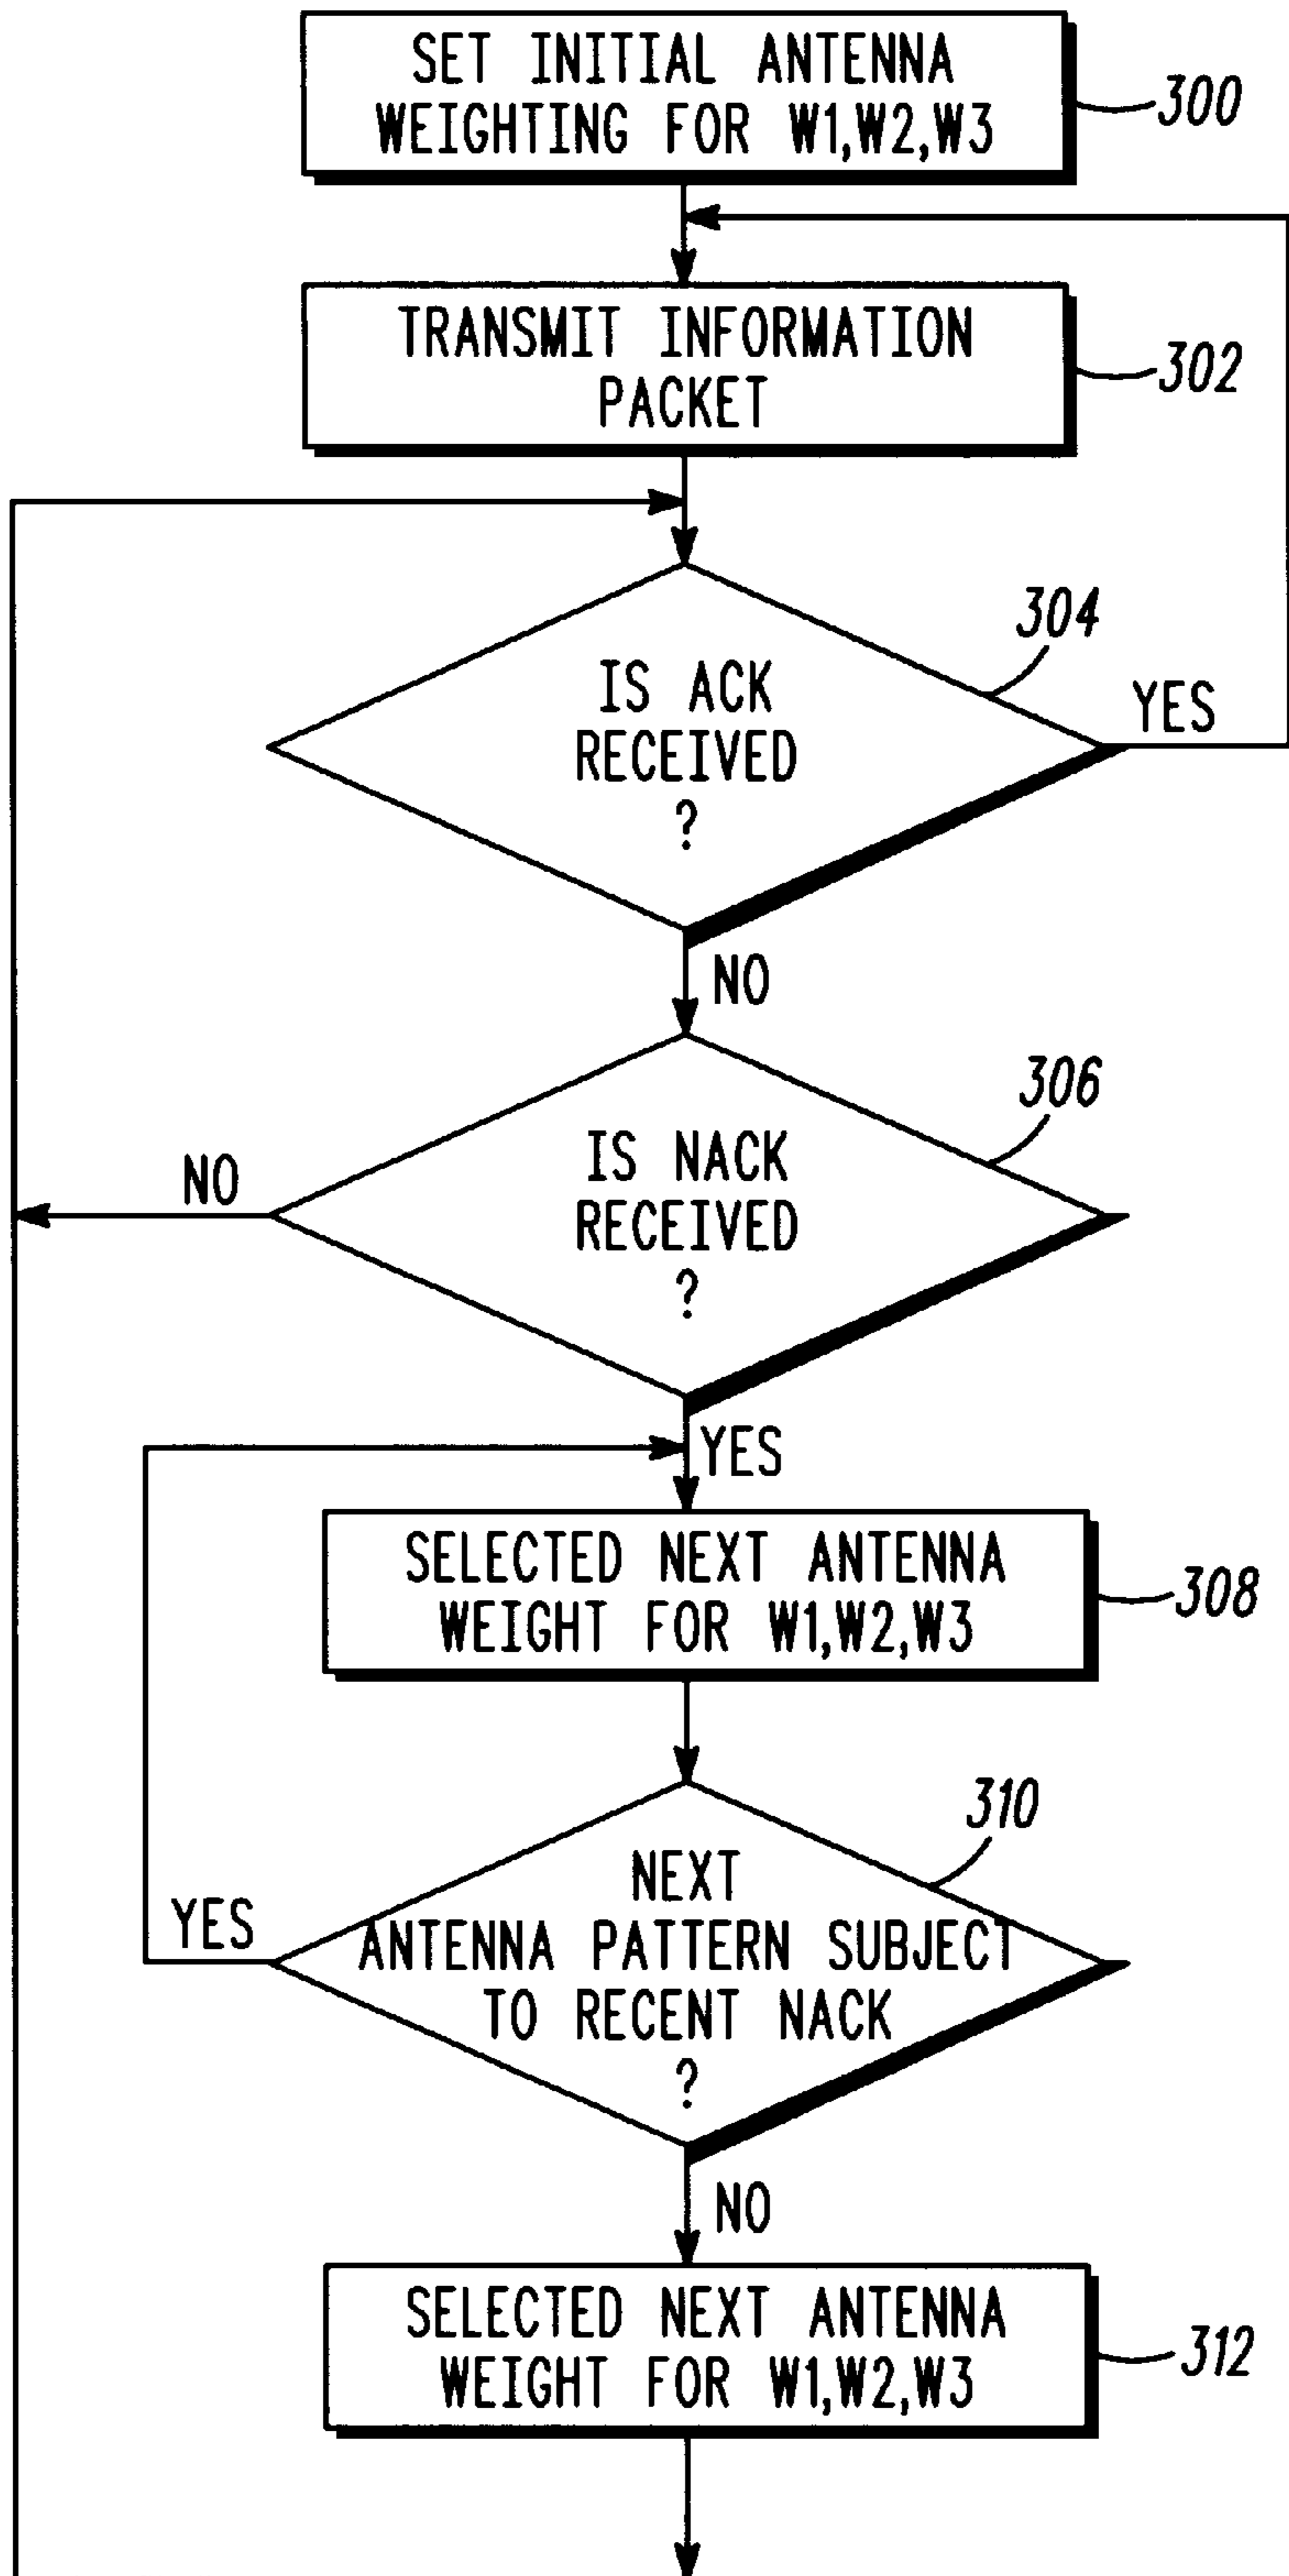 SET INITIAL ANTENNA
WEIGHTING FOR W1,W2,W3
300
TRANSMIT INFORMATION
PACKET
302
304
IS ACK
RECEIVED
?
YES
NO
306
IS NACK
RECEIVED
?
NO
YES
SELECTED NEXT ANTENNA
WEIGHT FOR W1,W2,W3
308
310
NEXT
ANTENNA PATTERN SUBJECT
TO RECENT NACK
?
YES
NO
SELECTED NEXT ANTENNA
WEIGHT FOR W1,W2,W3
312